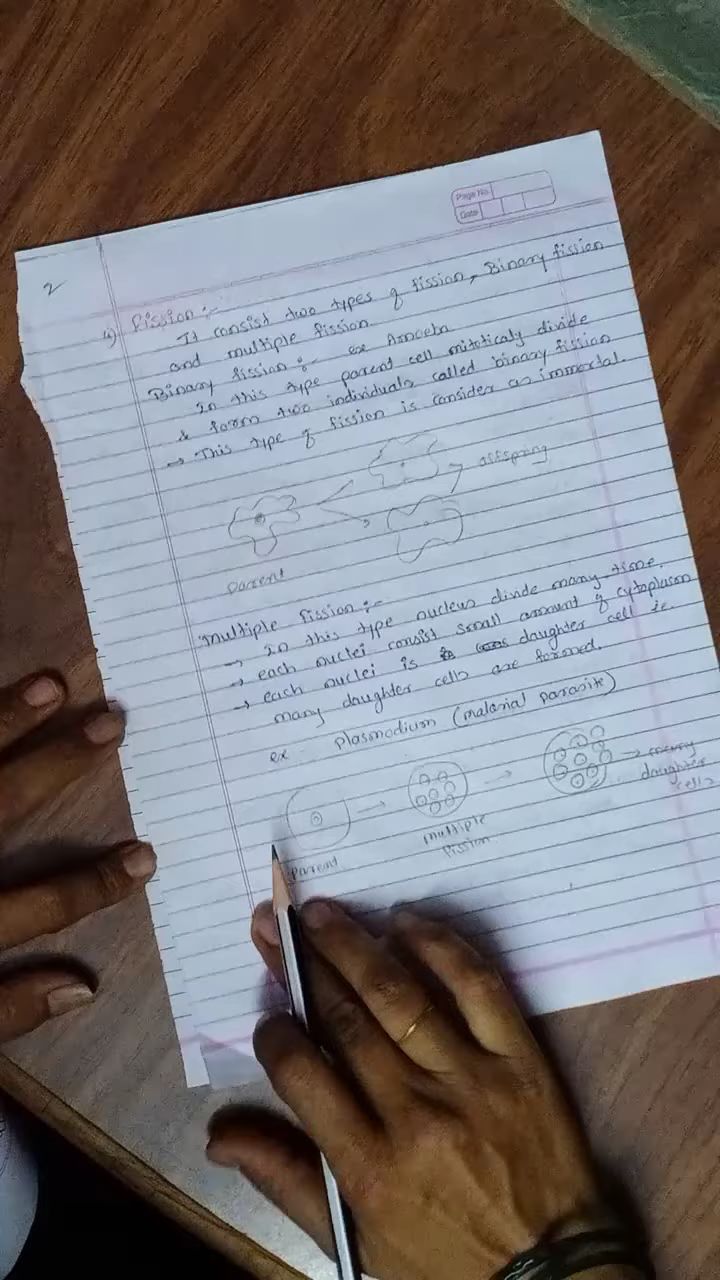 Page No.
Date
2
4) Fission :-
It consist two types of fission, Binary fission
and multiple fission.
Binary fission : ex Amoeba
In this type parent cell mitoticaly divide
& form two individuals called binary fission
→ This type of fission is consider as immortal.
offspring
parent
Multiple fission :-
→ In this type nucleus divide many time.
→ each nuclei consist small amount of cytoplasm
→ each nuclei is daughter cell ie.
many daughter cells are formed.
ex plasmodium (malarial parasite)
→ many
daughter
cells
multiple
fission
parent